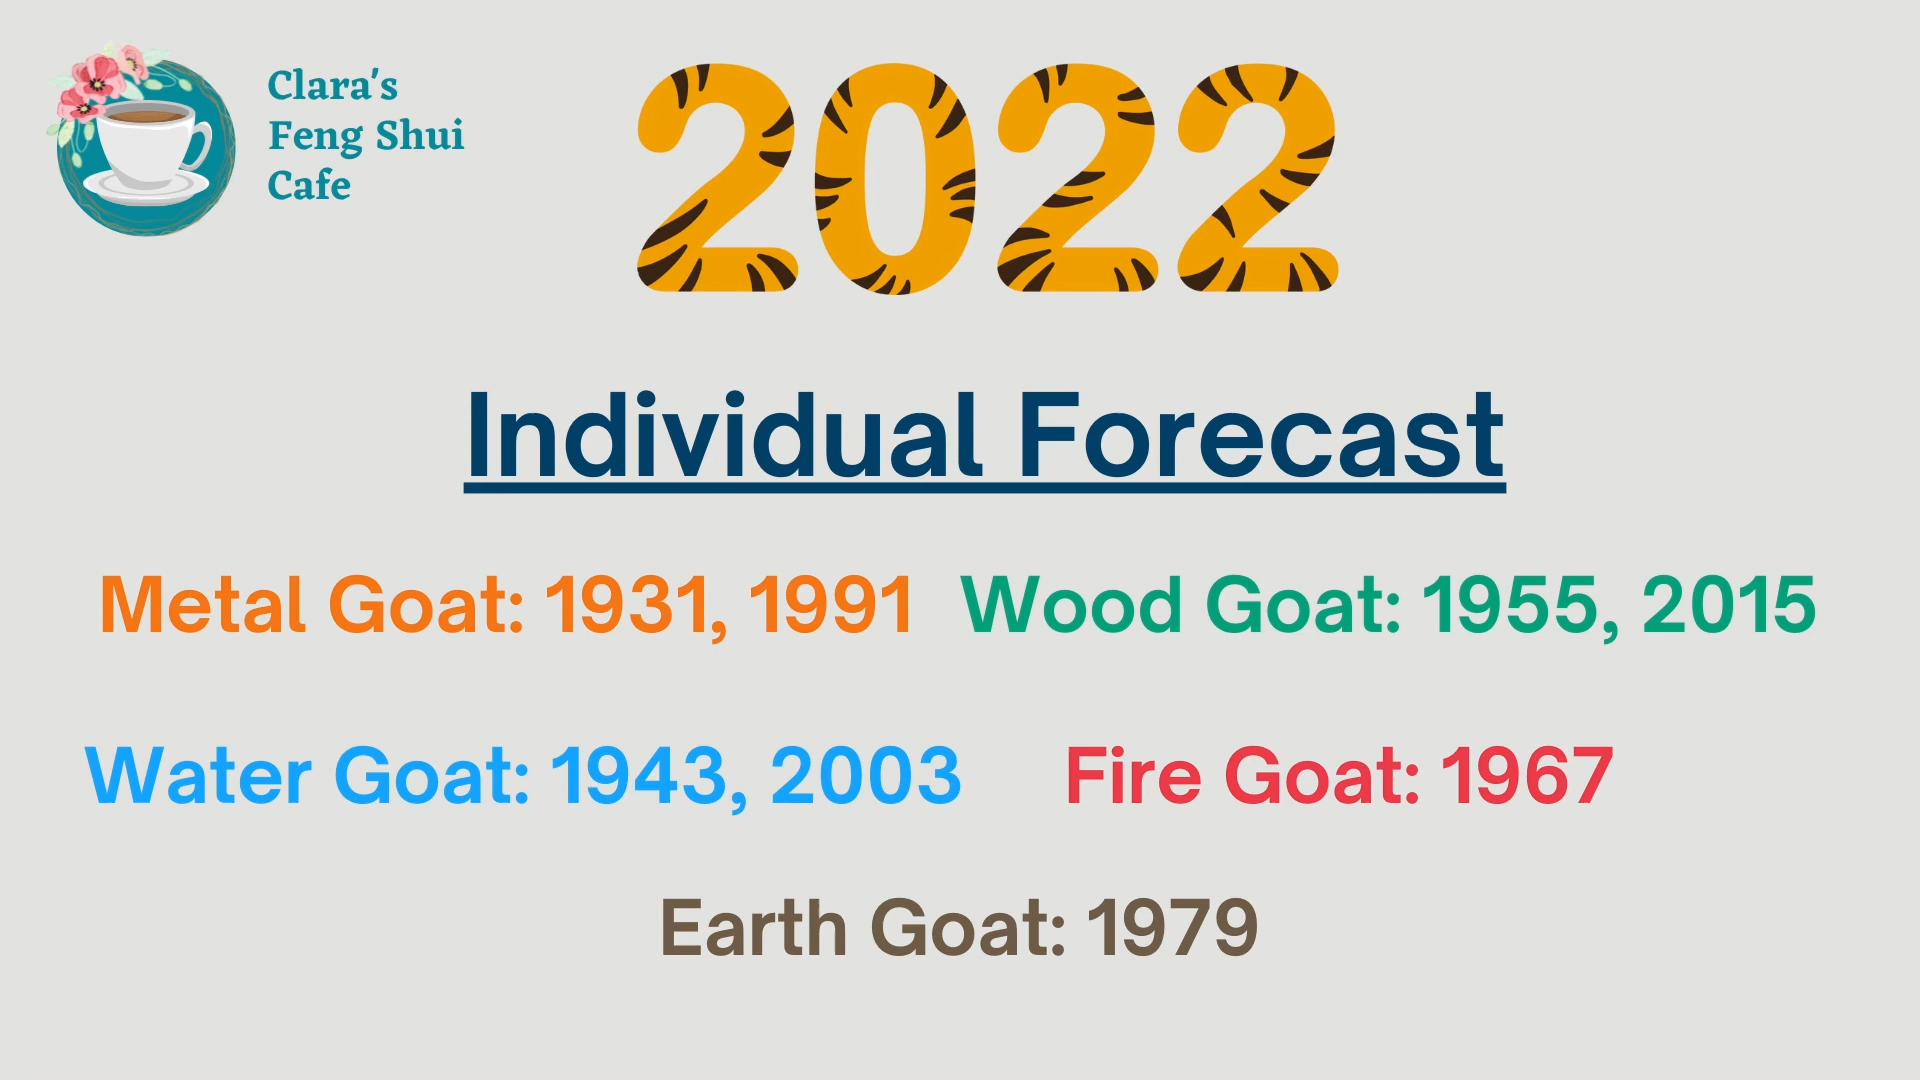 Clara's
Feng Shui
Cafe
2022
Individual Forecast
Metal Goat: 1931, 1991 Wood Goat: 1955, 2015
Water Goat: 1943, 2003 Fire Goat: 1967
Earth Goat: 1979